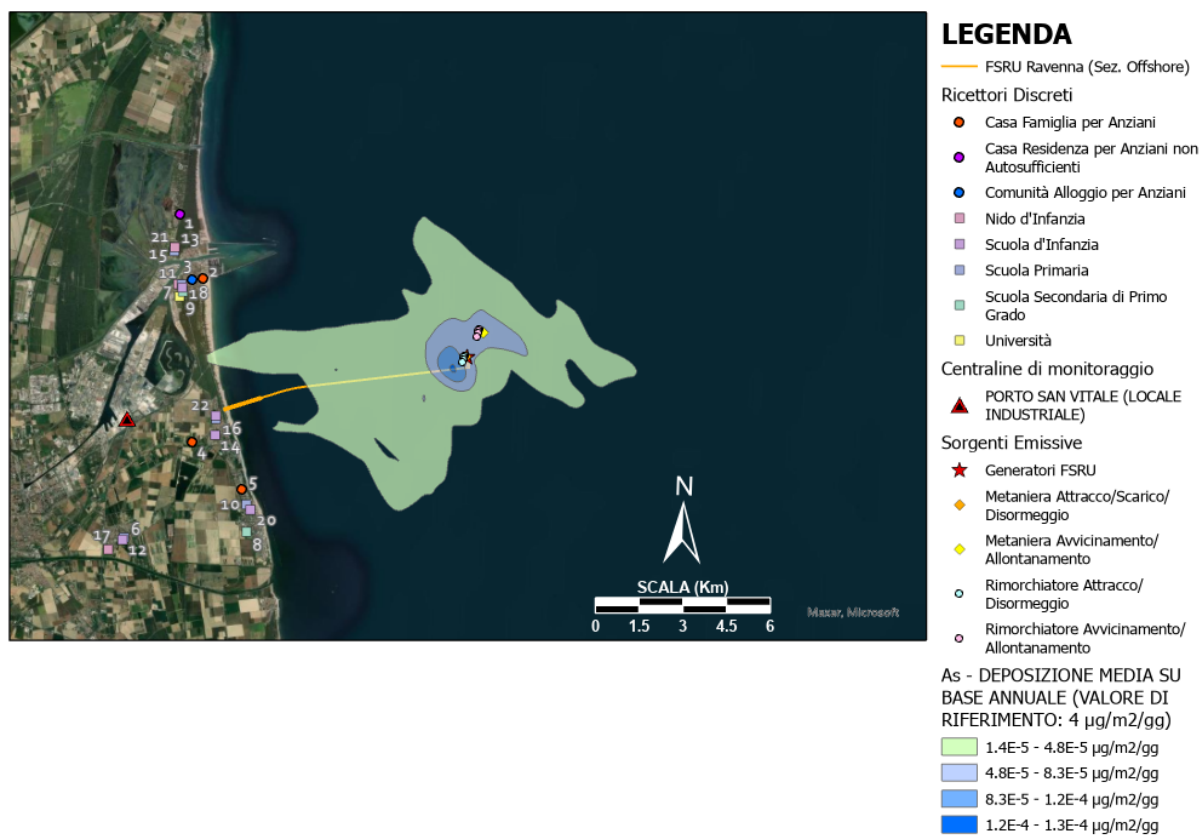 1
21
13
15
3
2
11
7
18
9
22
16
14
4
5
10
20
8
17
6
12
N
SCALA (Km)
0 1.5 3 4.5 6
Maxar, Microsoft
LEGENDA
FSRU Ravenna (Sez. Offshore)
Ricettori Discreti
Casa Famiglia per Anziani
Casa Residenza per Anziani non
Autosufficienti
Comunità Alloggio per Anziani
Nido d'Infanzia
Scuola d'Infanzia
Scuola Primaria
Scuola Secondaria di Primo
Grado
Università
Centraline di monitoraggio
PORTO SAN VITALE (LOCALE
INDUSTRIALE)
Sorgenti Emissive
Generatori FSRU
Metaniera Attracco/Scarico/
Disormeggio
Metaniera Avvicinamento/
Allontanamento
Rimorchiatore Attracco/
Disormeggio
Rimorchiatore Avvicinamento/
Allontanamento
As - DEPOSIZIONE MEDIA SU
BASE ANNUALE (VALORE DI
RIFERIMENTO: 4 µg/m2/gg)
1.4E-5 - 4.8E-5 µg/m2/gg
4.8E-5 - 8.3E-5 µg/m2/gg
8.3E-5 - 1.2E-4 µg/m2/gg
1.2E-4 - 1.3E-4 µg/m2/gg